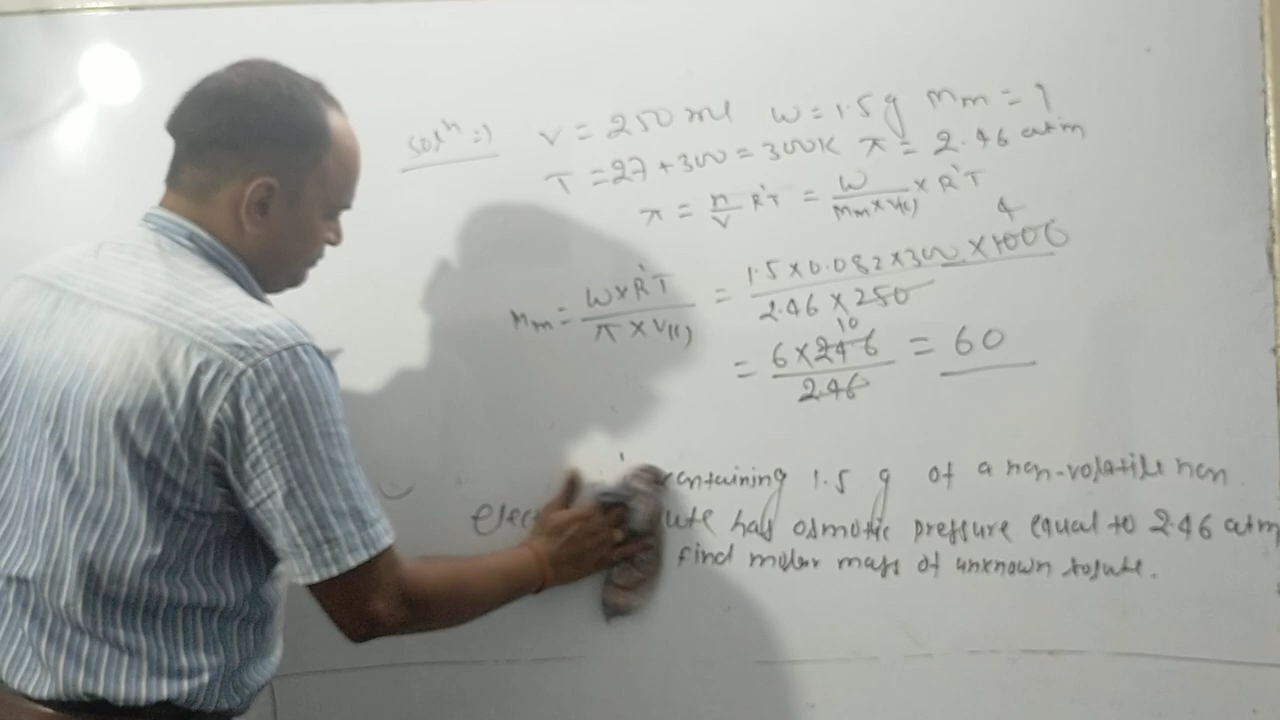 solⁿ ⇒ V = 250 ml W = 1.5 g Mm = ?
T = 27 + 300 = 300K π = 2.46 atm
π = n/V R'T = W/(Mm × V(l)) × R'T
Mm = (W × R'T)/(π × V(l)) = (1.5 × 0.082 × 300 × 1000 4)/(2.46 × 250)
= (6 × 246 10)/2.46 = 60
containing 1.5 g of a non-volatile non
elec ute has osmotic pressure equal to 2.46 atm
find molar mass of unknown solute.